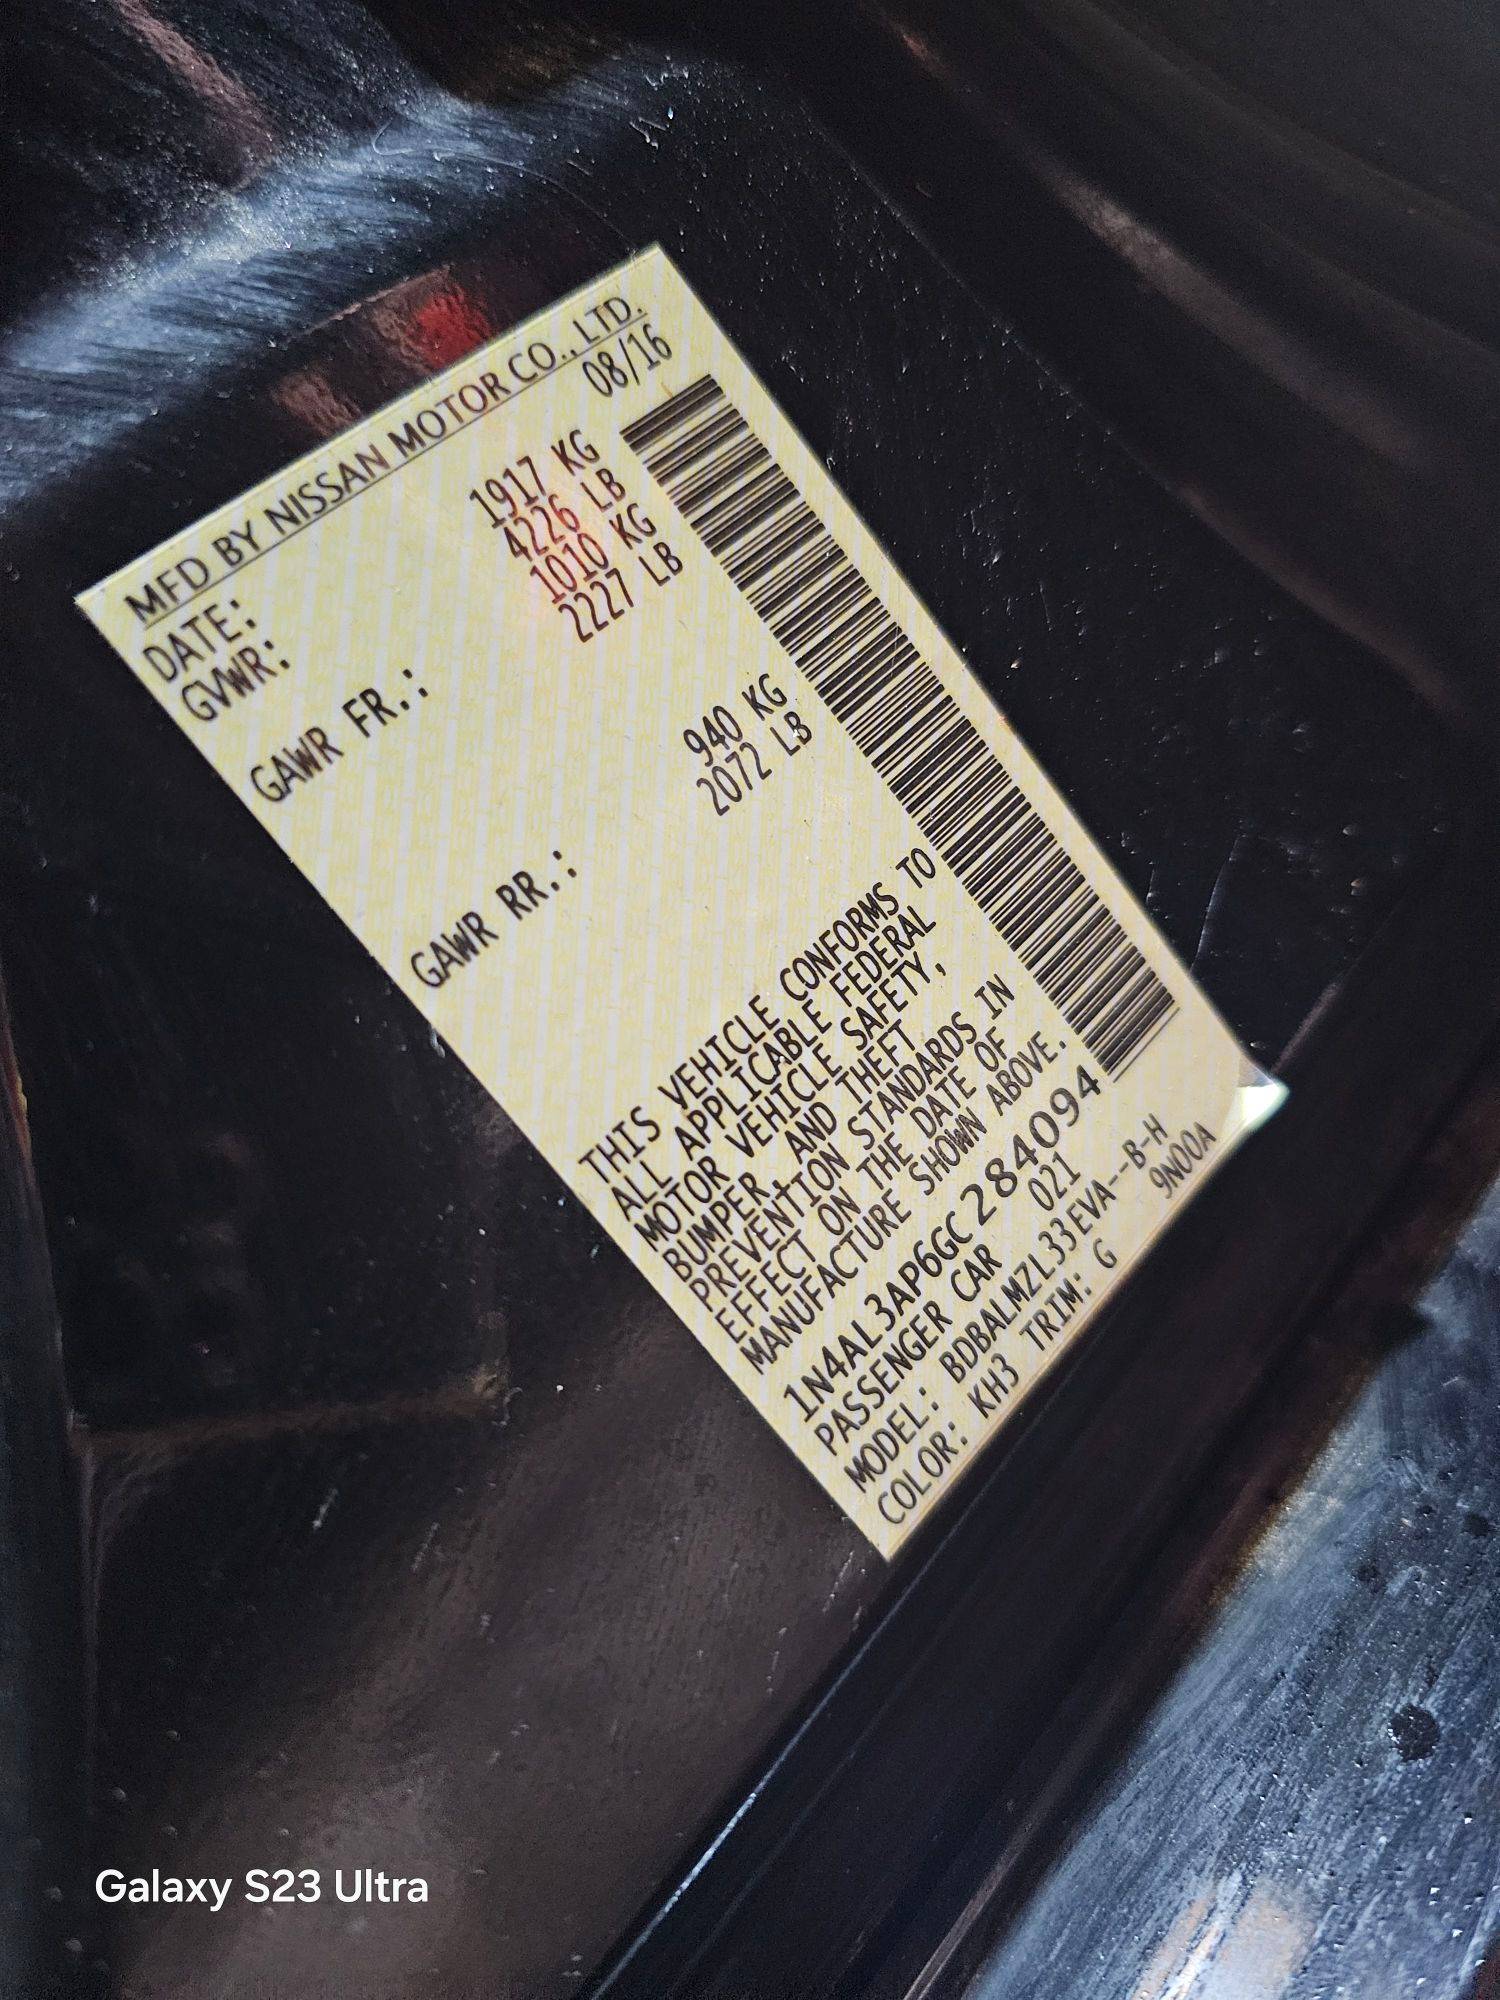 MFD BY NISSAN MOTOR CO., LTD.
DATE: 08/16
GVWR: 1917 KG
4226 LB
GAWR FR.: 1010 KG
2227 LB
GAWR RR.: 940 KG
2072 LB
THIS VEHICLE CONFORMS TO
ALL APPLICABLE FEDERAL
MOTOR VEHICLE SAFETY,
BUMPER, AND THEFT
PREVENTION STANDARDS IN
EFFECT ON THE DATE OF
MANUFACTURE SHOWN ABOVE.
1N4AL3AP6GC284094
PASSENGER CAR 021
MODEL: BDBALMZL33EVA--B-H
COLOR: KH3 TRIM: G 9N00A
Galaxy S23 Ultra